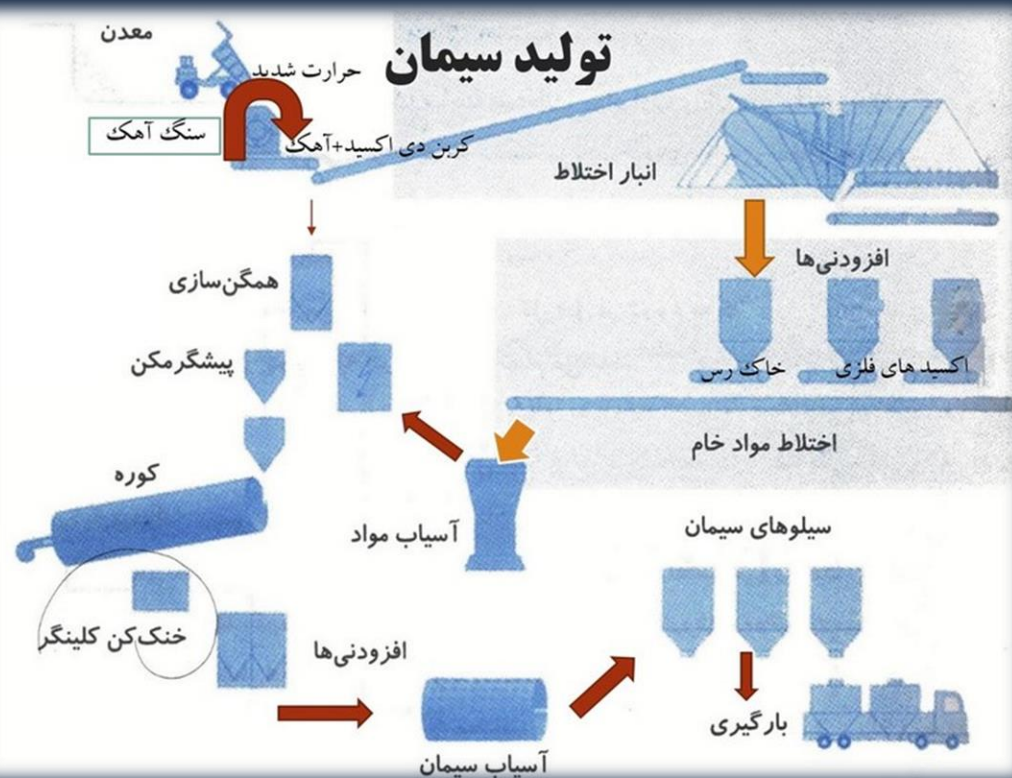 تولید سیمان
معدن
حرارت شدید
سنگ آهک
کربن دی اکسید+آهک
انبار اختلاط
افزودنی‌ها
همگن‌سازی
پیشگرمکن
خاک رس
اکسید های فلزی
اختلاط مواد خام
کوره
آسیاب مواد
سیلوهای سیمان
خنک‌کن کلینگر
افزودنی‌ها
بارگیری
آسیاب سیمان